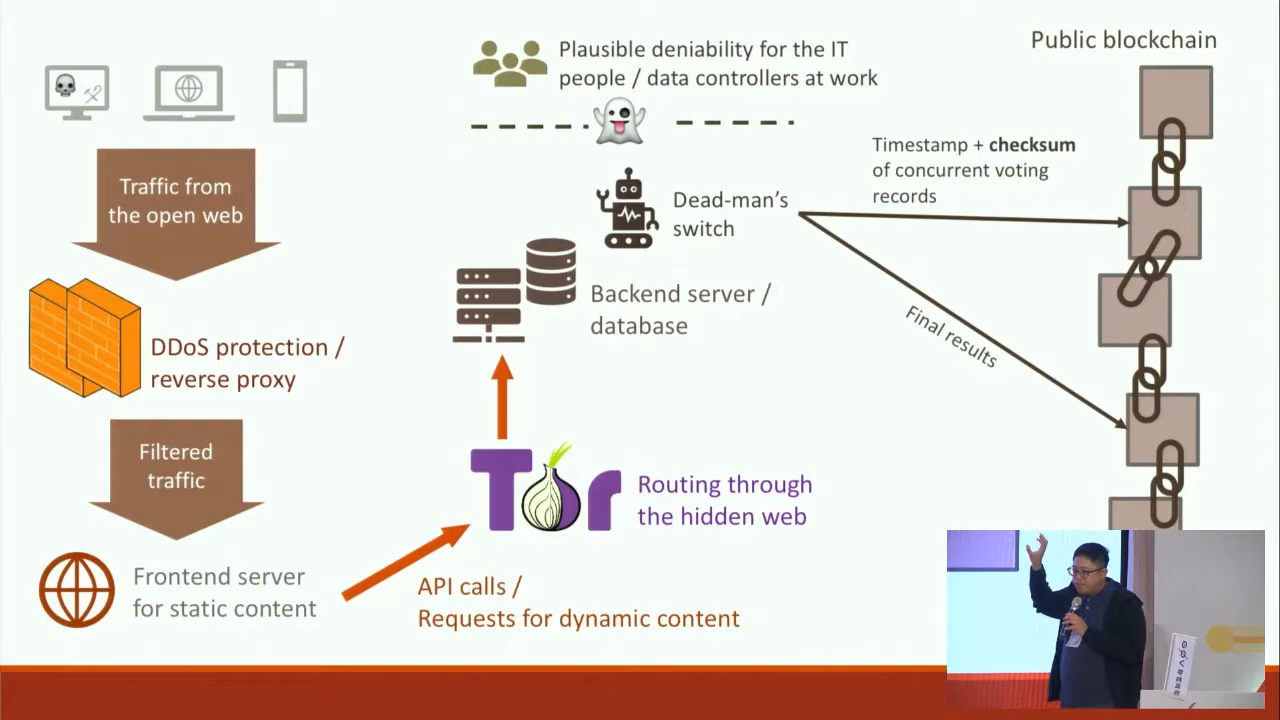 Plausible deniability for the IT
people / data controllers at work
Public blockchain
Traffic from
the open web
Timestamp + checksum
of concurrent voting
records
Dead-man's
switch
Backend server /
database
Final results
DDoS protection /
reverse proxy
Filtered
traffic
Tor
Routing through
the hidden web
Frontend server
for static content
API calls /
Requests for dynamic content